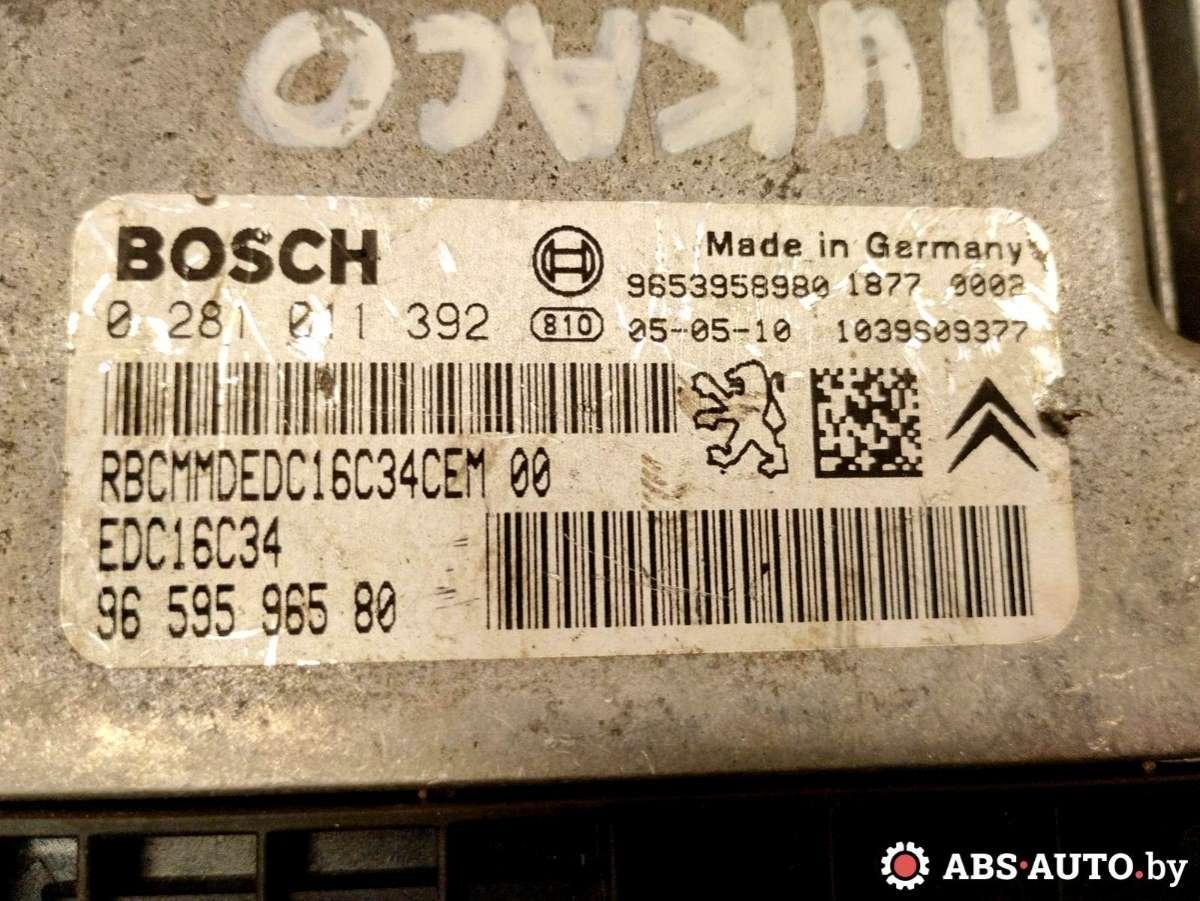 ПИКАСО
BOSCH
Made in Germany
9653958980 1877 0002
0 281 011 392
810
05-05-10 1039S09377
RBCMMDEDC16C34CEM 00
EDC16C34
96 595 965 80
ABS·AUTO.by